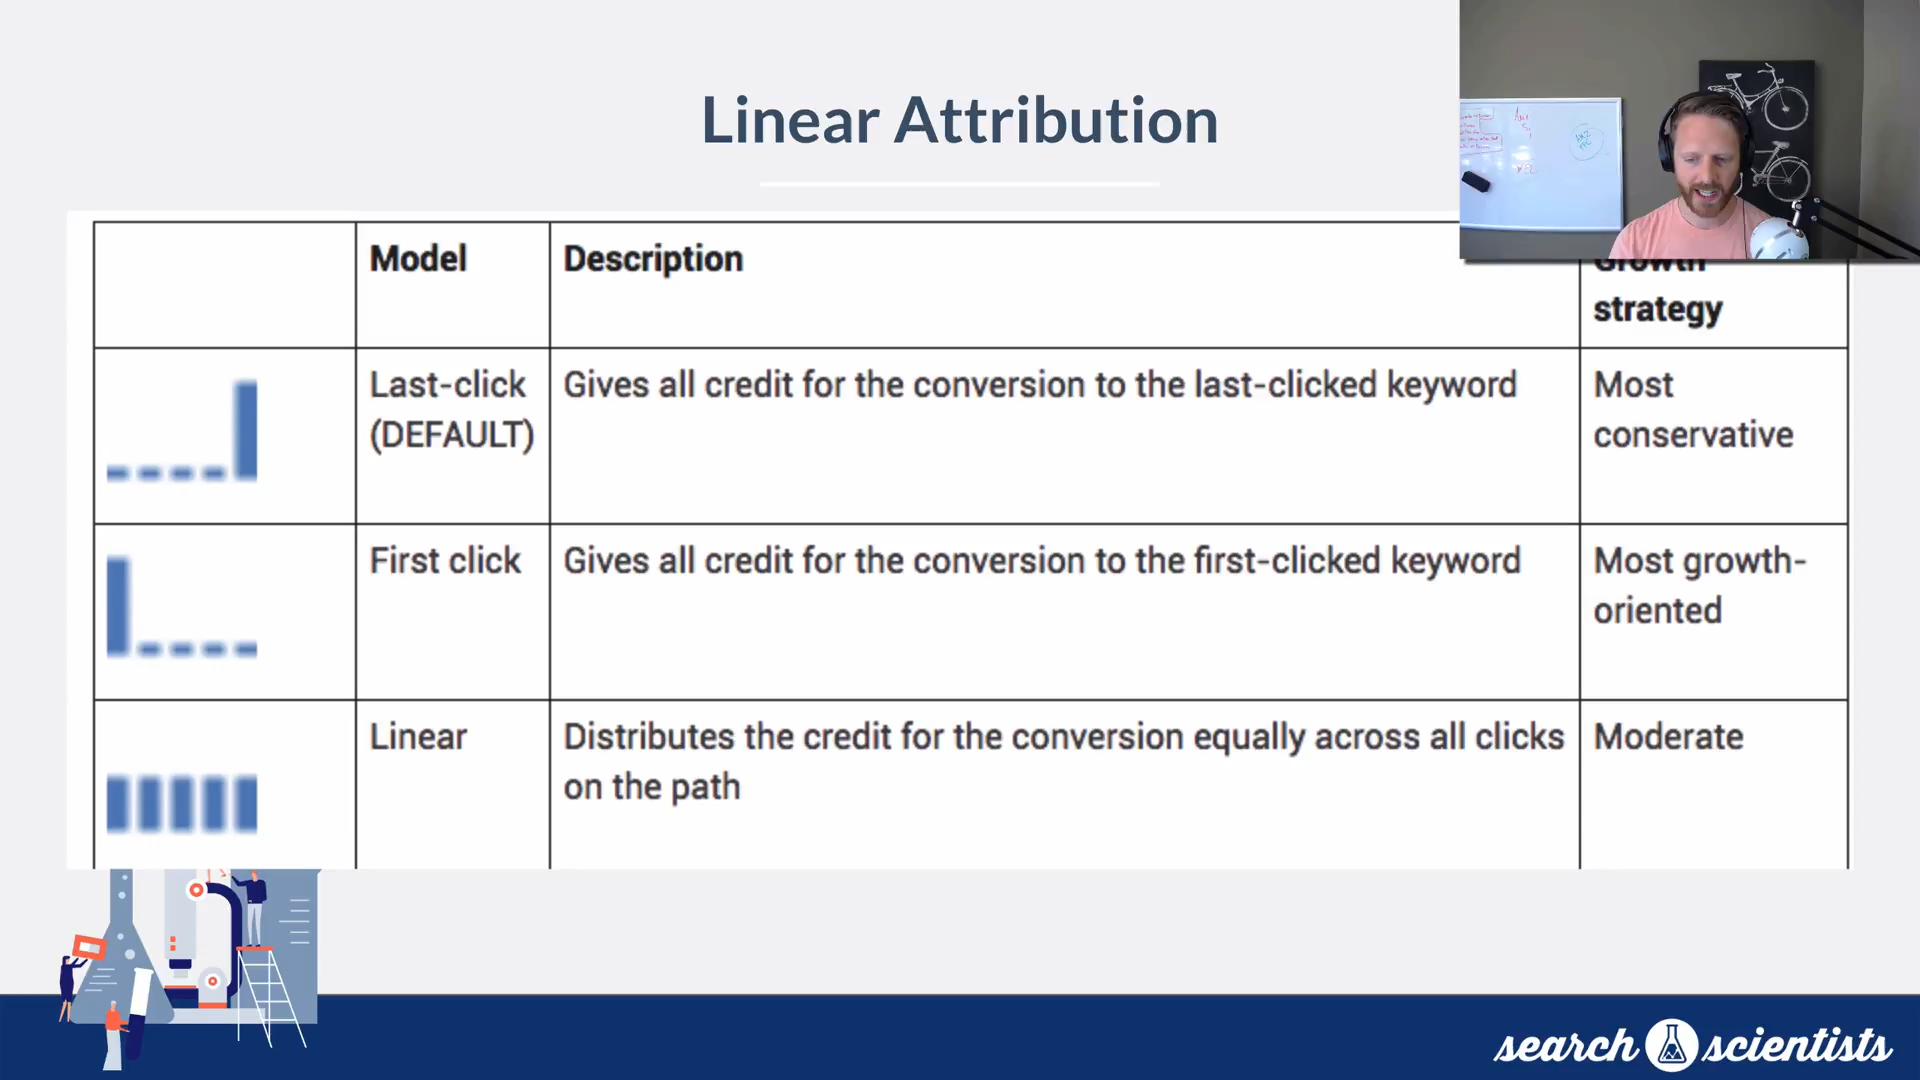 Linear Attribution
Model
Description
Growth
strategy
Last-click
(DEFAULT)
Gives all credit for the conversion to the last-clicked keyword
Most
conservative
First click
Gives all credit for the conversion to the first-clicked keyword
Most growth-
oriented
Linear
Distributes the credit for the conversion equally across all clicks
on the path
Moderate
search scientists